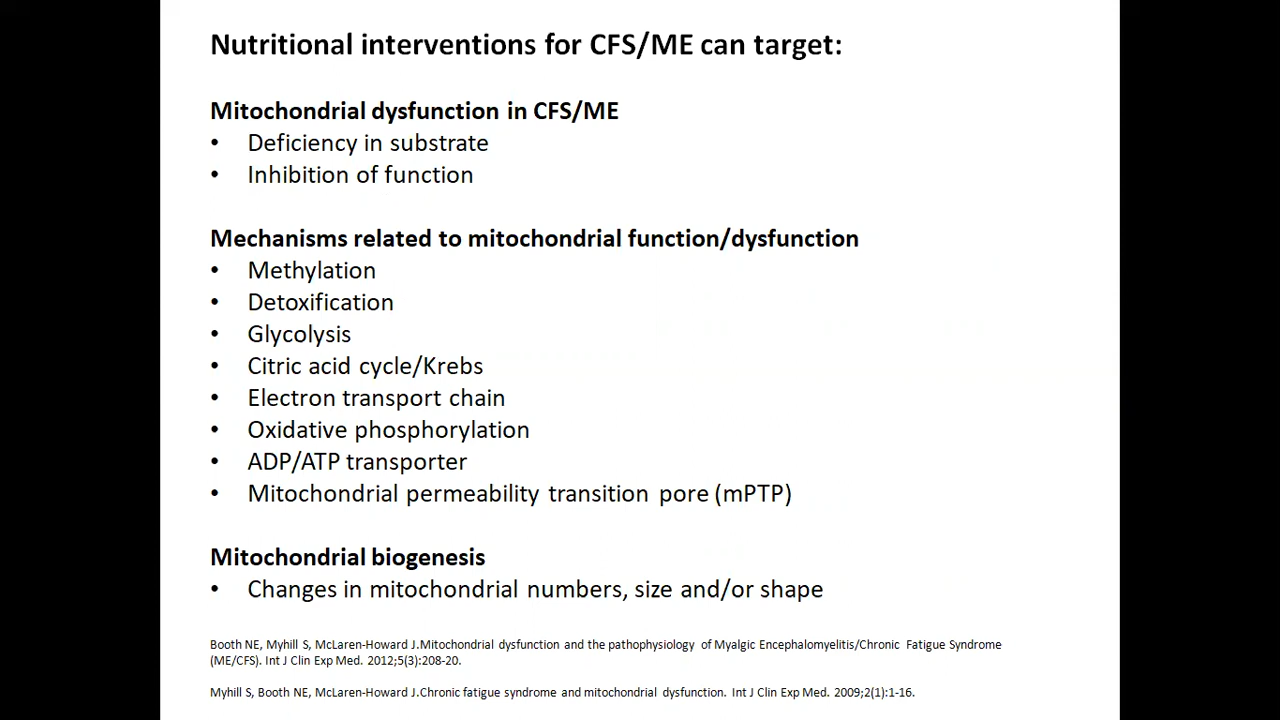 Nutritional interventions for CFS/ME can target:
Mitochondrial dysfunction in CFS/ME
• Deficiency in substrate
• Inhibition of function
Mechanisms related to mitochondrial function/dysfunction
• Methylation
• Detoxification
• Glycolysis
• Citric acid cycle/Krebs
• Electron transport chain
• Oxidative phosphorylation
• ADP/ATP transporter
• Mitochondrial permeability transition pore (mPTP)
Mitochondrial biogenesis
• Changes in mitochondrial numbers, size and/or shape
Booth NE, Myhill S, McLaren-Howard J.Mitochondrial dysfunction and the pathophysiology of Myalgic Encephalomyelitis/Chronic Fatigue Syndrome
(ME/CFS). Int J Clin Exp Med. 2012;5(3):208-20.
Myhill S, Booth NE, McLaren-Howard J.Chronic fatigue syndrome and mitochondrial dysfunction. Int J Clin Exp Med. 2009;2(1):1-16.